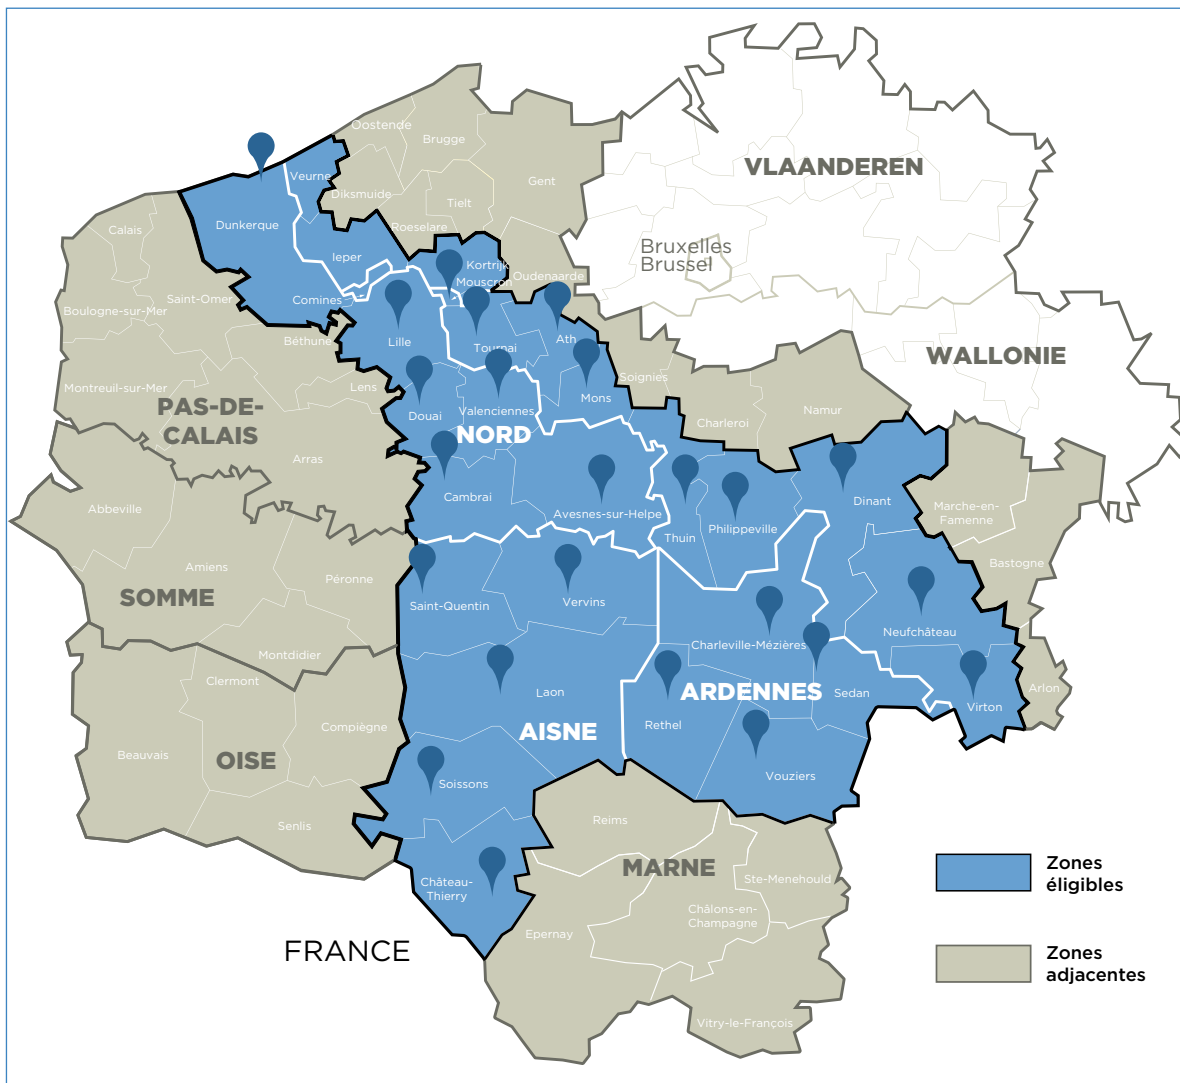 Oostende
Brugge
VLAANDEREN
Veurne
Gent
Diksmuide
Tielt
Dunkerque
Roeselare
Calais
Bruxelles
Brussel
Ieper
Kortrijk
Mouscron
Oudenaarde
Saint-Omer
Comines
Boulogne-sur-Mer
Béthune
Lille
Tournai
Ath
WALLONIE
Soignies
Montreuil-sur-Mer
Lens
Mons
PAS-DE-
CALAIS
Douai
Valenciennes
Namur
Charleroi
NORD
Arras
Cambrai
Dinant
Abbeville
Avesnes-sur-Helpe
Philippeville
Marche-en-
Famenne
Thuin
Amiens
Péronne
Bastogne
SOMME
Saint-Quentin
Vervins
Neufchâteau
Charleville-Mézières
Montdidier
Clermont
Laon
ARDENNES
Sedan
Arlon
Virton
Compiègne
Rethel
AISNE
Beauvais
OISE
Soissons
Vouziers
Senlis
Reims
MARNE
Zones
éligibles
Château-
Thierry
Ste-Menehould
Châlons-en-
Champagne
Epernay
FRANCE
Zones
adjacentes
Vitry-le-François